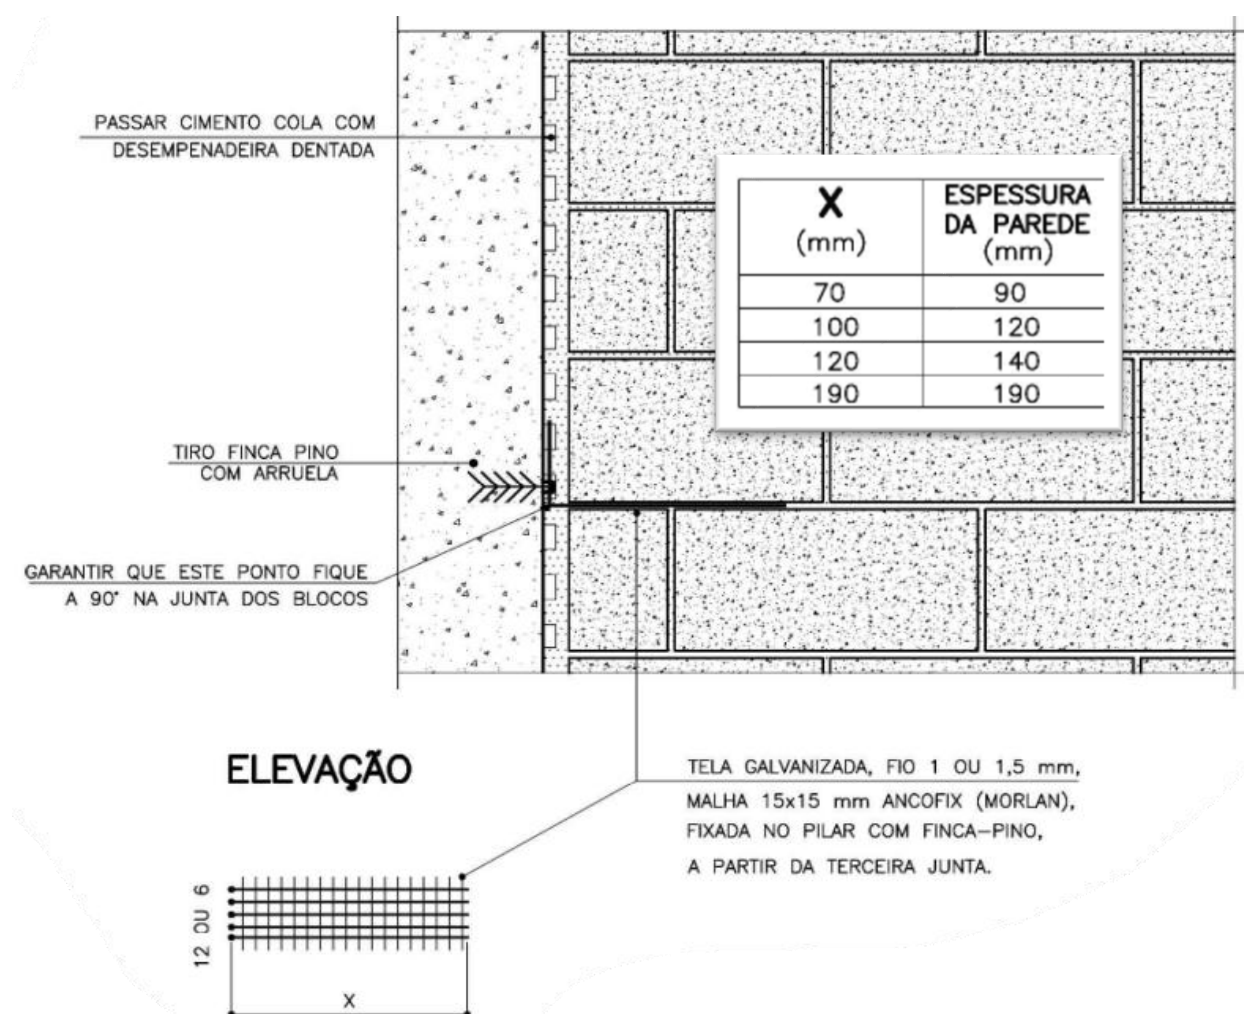 PASSAR CIMENTO COLA COM
DESEMPENADEIRA DENTADA
X
(mm)
ESPESSURA
DA PAREDE
(mm)
70 90
100 120
120 140
190 190
TIRO FINCA PINO
COM ARRUELA
GARANTIR QUE ESTE PONTO FIQUE
A 90° NA JUNTA DOS BLOCOS
ELEVAÇÃO
TELA GALVANIZADA, FIO 1 OU 1,5 mm,
MALHA 15x15 mm ANCOFIX (MORLAN),
FIXADA NO PILAR COM FINCA-PINO,
A PARTIR DA TERCEIRA JUNTA.
12 OU 6
X